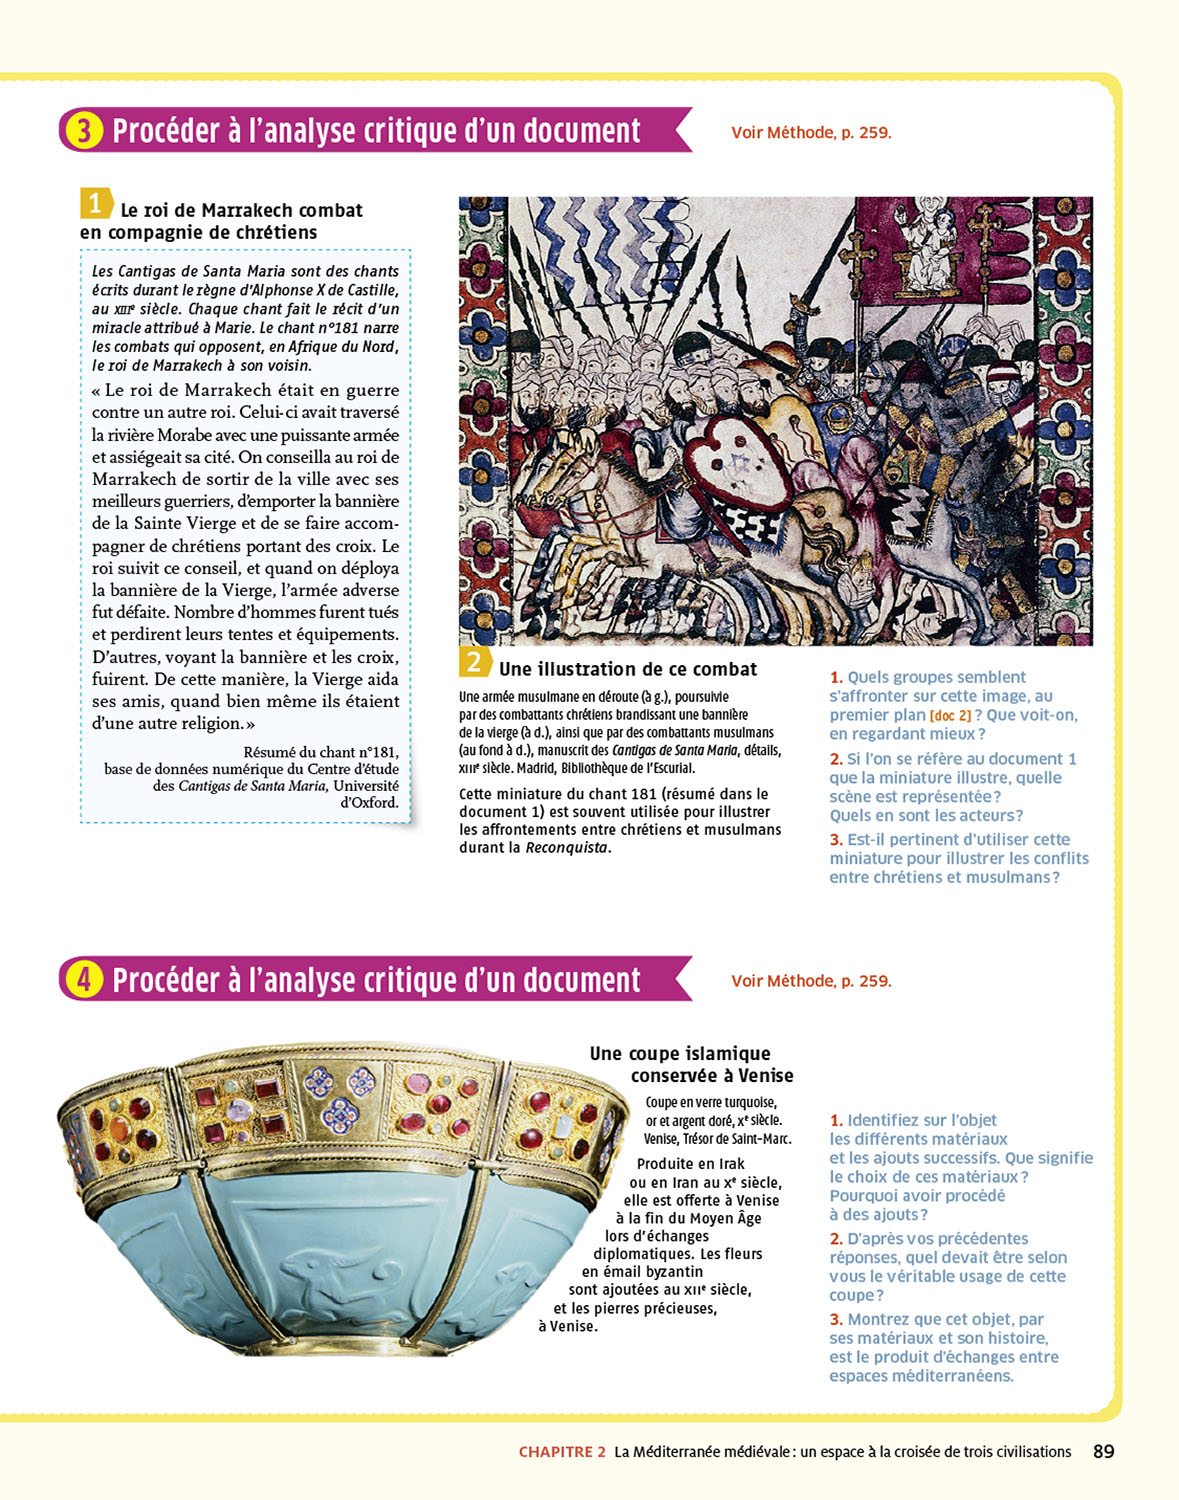 3 Procéder à l'analyse critique d'un document
Voir Méthode, p. 259.
1 Le roi de Marrakech combat
en compagnie de chrétiens
Les Cantigas de Santa Maria sont des chants
écrits durant le règne d'Alphonse X de Castille,
au XIIIe siècle. Chaque chant fait le récit d'un
miracle attribué à Marie. Le chant n°181 narre
les combats qui opposent, en Afrique du Nord,
le roi de Marrakech à son voisin.
« Le roi de Marrakech était en guerre
contre un autre roi. Celui-ci avait traversé
la rivière Morabe avec une puissante armée
et assiégeait sa cité. On conseilla au roi de
Marrakech de sortir de la ville avec ses
meilleurs guerriers, d'emporter la bannière
de la Sainte Vierge et de se faire accom-
pagner de chrétiens portant des croix. Le
roi suivit ce conseil, et quand on déploya
la bannière de la Vierge, l'armée adverse
fut défaite. Nombre d'hommes furent tués
et perdirent leurs tentes et équipements.
D'autres, voyant la bannière et les croix,
fuirent. De cette manière, la Vierge aida
ses amis, quand bien même ils étaient
d'une autre religion. »
Résumé du chant n°181,
base de données numérique du Centre d'étude
des Cantigas de Santa Maria, Université
d'Oxford.
2 Une illustration de ce combat
Une armée musulmane en déroute (à g.), poursuivie
par des combattants chrétiens brandissant une bannière
de la vierge (à d.), ainsi que par des combattants musulmans
(au fond à d.), manuscrit des Cantigas de Santa Maria, détails,
XIIIe siècle. Madrid, Bibliothèque de l'Escurial.
Cette miniature du chant 181 (résumé dans le
document 1) est souvent utilisée pour illustrer
les affrontements entre chrétiens et musulmans
durant la Reconquista.
1. Quels groupes semblent
s'affronter sur cette image, au
premier plan [doc 2] ? Que voit-on,
en regardant mieux ?
2. Si l'on se réfère au document 1
que la miniature illustre, quelle
scène est représentée ?
Quels en sont les acteurs ?
3. Est-il pertinent d'utiliser cette
miniature pour illustrer les conflits
entre chrétiens et musulmans ?
4 Procéder à l'analyse critique d'un document
Voir Méthode, p. 259.
Une coupe islamique
conservée à Venise
Coupe en verre turquoise,
or et argent doré, Xe siècle.
Venise, Trésor de Saint-Marc.
Produite en Irak
ou en Iran au Xe siècle,
elle est offerte à Venise
à la fin du Moyen Âge
lors d'échanges
diplomatiques. Les fleurs
en émail byzantin
sont ajoutées au XIIe siècle,
et les pierres précieuses,
à Venise.
1. Identifiez sur l'objet
les différents matériaux
et les ajouts successifs. Que signifie
le choix de ces matériaux ?
Pourquoi avoir procédé
à des ajouts ?
2. D'après vos précédentes
réponses, quel devait être selon
vous le véritable usage de cette
coupe ?
3. Montrez que cet objet, par
ses matériaux et son histoire,
est le produit d'échanges entre
espaces méditerranéens.
CHAPITRE 2 La Méditerranée médiévale : un espace à la croisée de trois civilisations 89